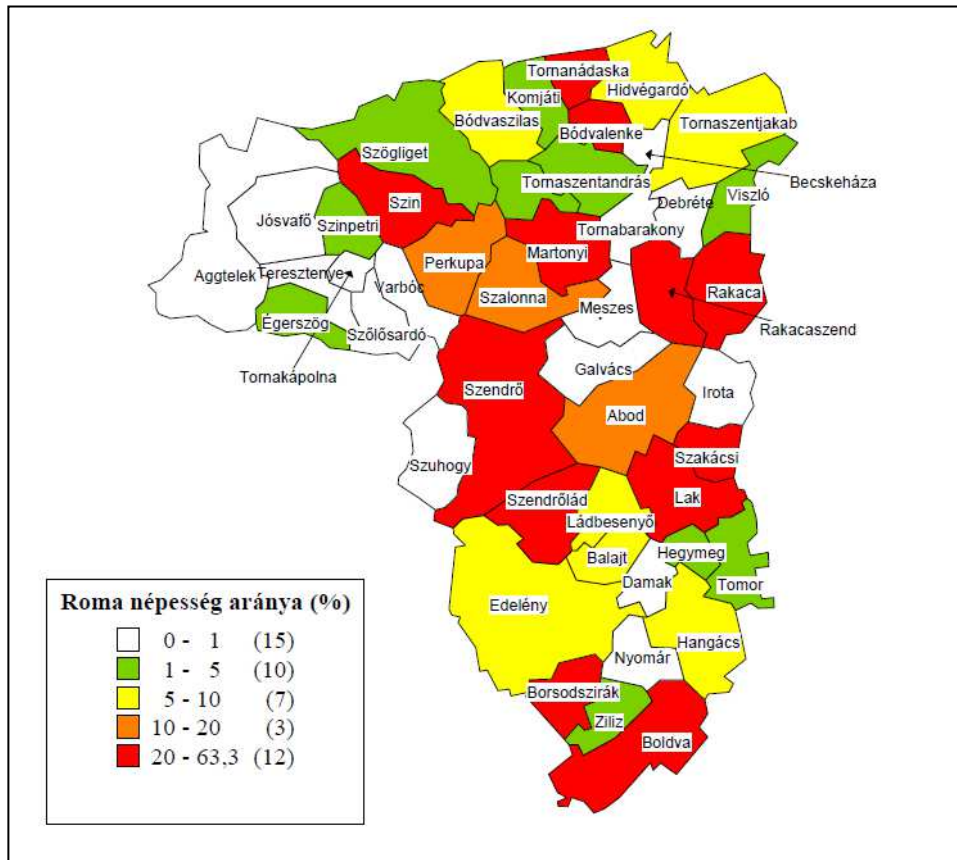 Tornanádaska
Hidvégardó
Komjáti
Bódvaszilas
Bódvalenke
Tornaszentjakab
Szögliget
Tornaszentandrás
Becskeháza
Viszló
Debréte
Szin
Jósvafő
Szinpetri
Tornabarakony
Martonyi
Perkupa
Aggtelek
Teresztenye
Varbóc
Szalonna
Rakaca
Meszes
Égerszög
Szőlősardó
Rakacaszend
Tornakápolna
Galvács
Szendrő
Irota
Abod
Szuhogy
Szakácsi
Szendrőlád
Lak
Ládbesenyő
Balajt
Hegymeg
Damak
Tomor
Edelény
Hangács
Nyomár
Borsodszirák
Ziliz
Boldva
Roma népesség aránya (%)
0 - 1 (15)
1 - 5 (10)
5 - 10 (7)
10 - 20 (3)
20 - 63,3 (12)